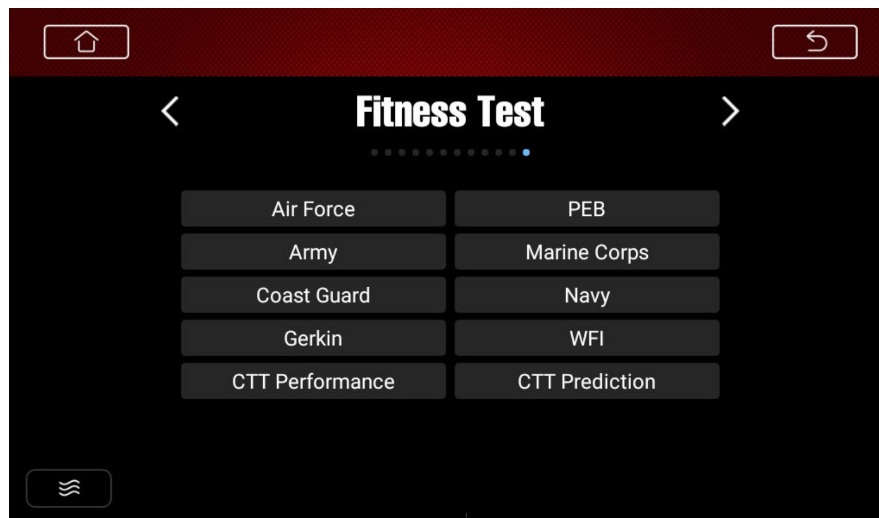 Fitness Test
Air Force
PEB
Army
Marine Corps
Coast Guard
Navy
Gerkin
WFI
CTT Performance
CTT Prediction